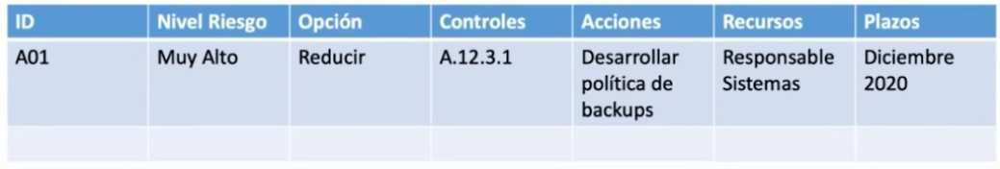 ID Nivel Riesgo Opción Controles Acciones Recursos Plazos
A01 Muy Alto Reducir A.12.3.1 Desarrollar Responsable Diciembre
política de Sistemas 2020
backups